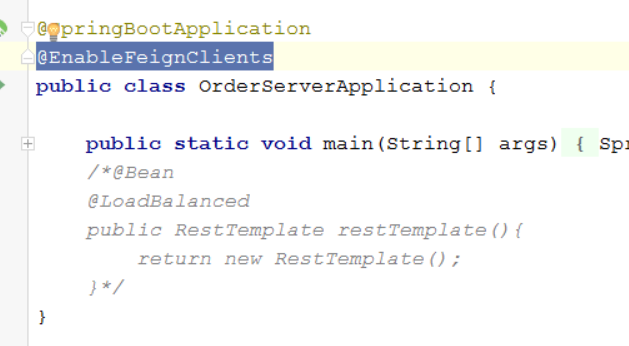 @SpringBootApplication
@EnableFeignClients
public class OrderServerApplication {
public static void main(String[] args) { Spr
/*@Bean
@LoadBalanced
public RestTemplate restTemplate(){
return new RestTemplate();
}*/
}